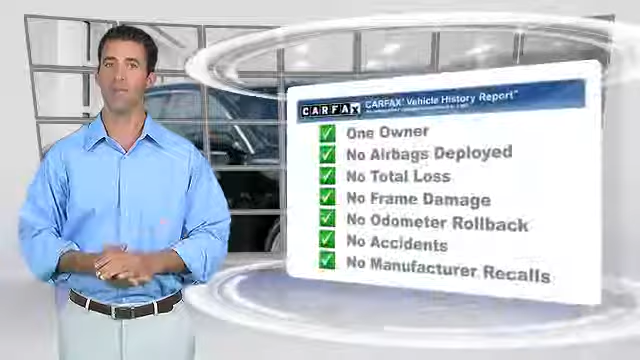 CARFAX CARFAX Vehicle History Report™
One Owner
No Airbags Deployed
No Total Loss
No Frame Damage
No Odometer Rollback
No Accidents
No Manufacturer Recalls